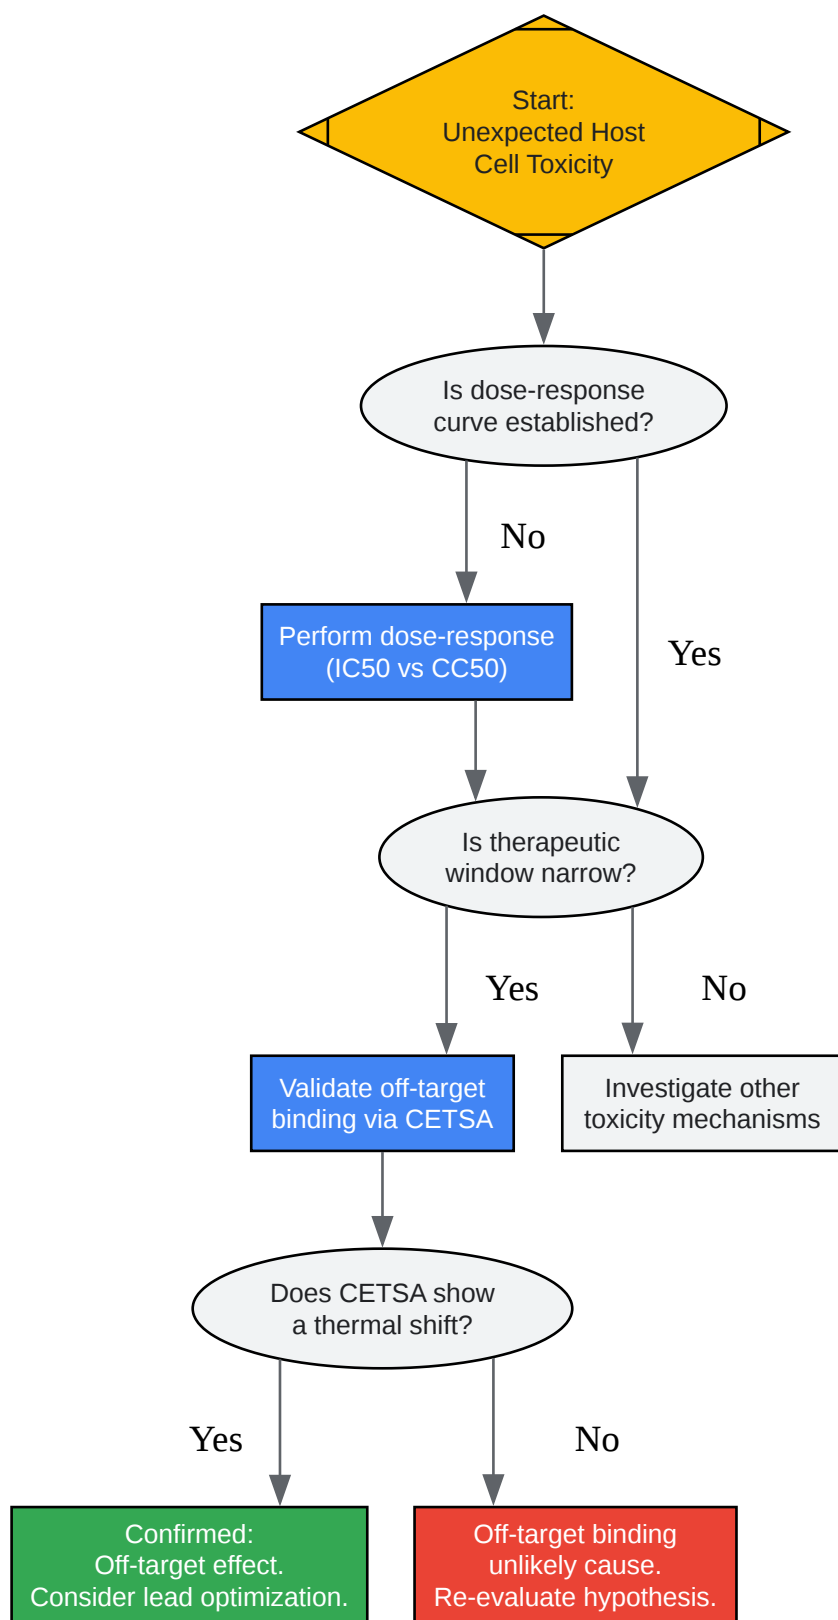 Start:
Unexpected Host
Cell Toxicity
Is dose-response
curve established?
No
Yes
Perform dose-response
(IC50 vs CC50)
Is therapeutic
window narrow?
Yes
No
Validate off-target
binding via CETSA
Investigate other
toxicity mechanisms
Does CETSA show
a thermal shift?
Yes
No
Confirmed:
Off-target effect.
Consider lead optimization.
Off-target binding
unlikely cause.
Re-evaluate hypothesis.